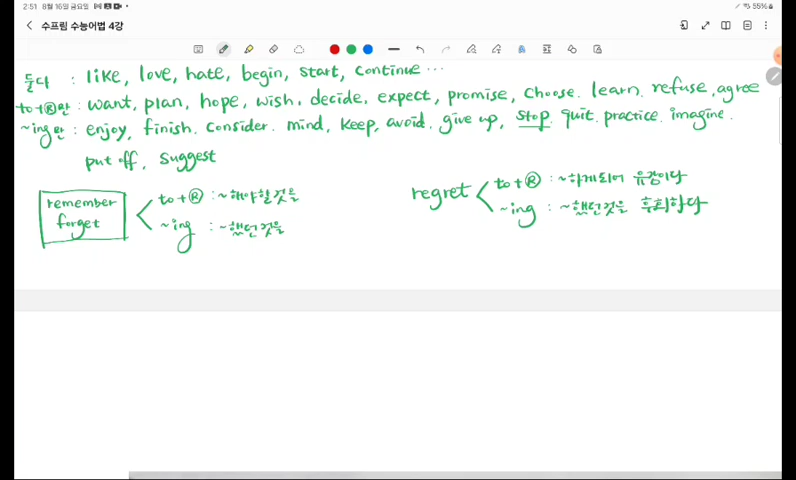 2:51 8월 16일 금요일
55%
수프림 수능어법 4강
둘다 : like, love, hate, begin, start, continue ...
to+Ⓡ만 : want, plan, hope, wish, decide, expect, promise, choose. learn. refuse, agree
~ing만 : enjoy, finish. consider. mind, keep, avoid. give up, stop. quit. practice. imagine.
put off, suggest
remember
forget
to+Ⓡ : ~해야할것을
~ing : ~했던것을
regret
to+Ⓡ : ~하게되어 유감이다
~ing : ~했던것을 후회하다